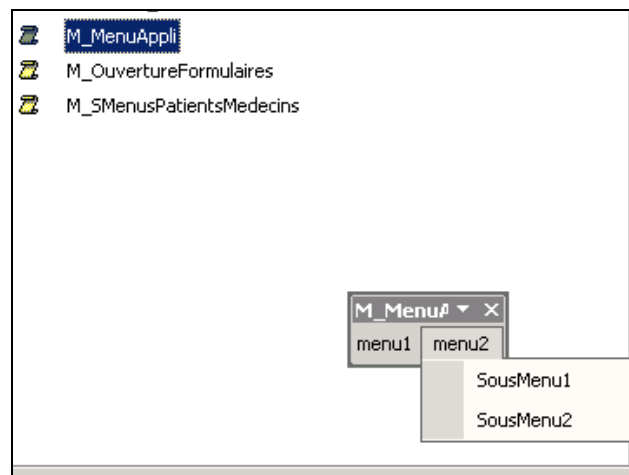 M_MenuAppli
M_OuvertureFormulaires
M_SMenusPatientsMedecins
M_MenuA
menu1 menu2
SousMenu1
SousMenu2